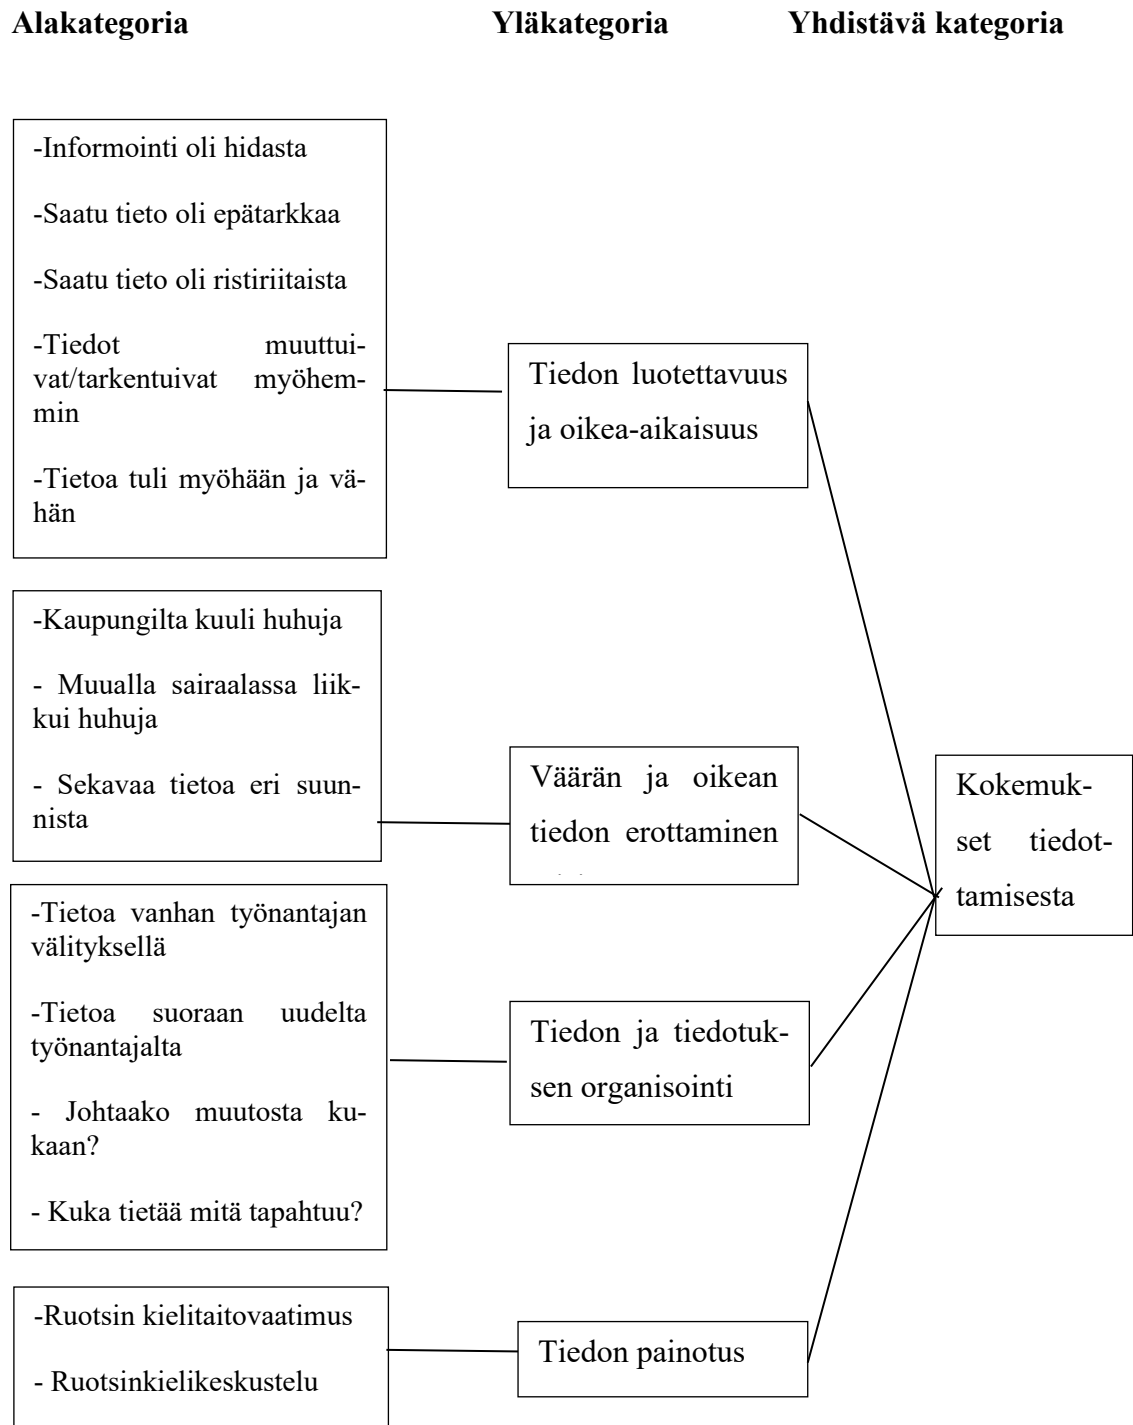 Alakategoria Yläkategoria Yhdistävä kategoria
-Informointi oli hidasta
-Saatu tieto oli epätarkkaa
-Saatu tieto oli ristiriitaista
-Tiedot muuttui-
vat/tarkentuivat myöhem-
min
-Tietoa tuli myöhään ja vä-
hän
Tiedon luotettavuus
ja oikea-aikaisuus
-Kaupungilta kuuli huhuja
- Muualla sairaalassa liik-
kui huhuja
- Sekavaa tietoa eri suun-
nista
Väärän ja oikean
tiedon erottaminen
-Tietoa vanhan työnantajan
välityksellä
-Tietoa suoraan uudelta
työnantajalta
- Johtaako muutosta ku-
kaan?
- Kuka tietää mitä tapahtuu?
Tiedon ja tiedotuk-
sen organisointi
-Ruotsin kielitaitovaatimus
- Ruotsinkielikeskustelu
Tiedon painotus
Kokemuk-
set tiedot-
tamisesta